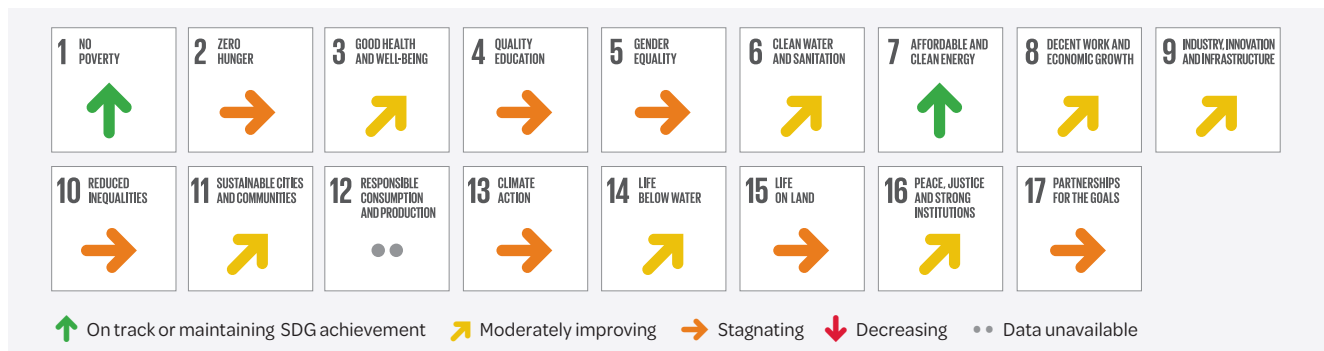 1 NO POVERTY
2 ZERO HUNGER
3 GOOD HEALTH AND WELL-BEING
4 QUALITY EDUCATION
5 GENDER EQUALITY
6 CLEAN WATER AND SANITATION
7 AFFORDABLE AND CLEAN ENERGY
8 DECENT WORK AND ECONOMIC GROWTH
9 INDUSTRY, INNOVATION AND INFRASTRUCTURE
10 REDUCED INEQUALITIES
11 SUSTAINABLE CITIES AND COMMUNITIES
12 RESPONSIBLE CONSUMPTION AND PRODUCTION
13 CLIMATE ACTION
14 LIFE BELOW WATER
15 LIFE ON LAND
16 PEACE, JUSTICE AND STRONG INSTITUTIONS
17 PARTNERSHIPS FOR THE GOALS
On track or maintaining SDG achievement
Moderately improving
Stagnating
Decreasing
Data unavailable